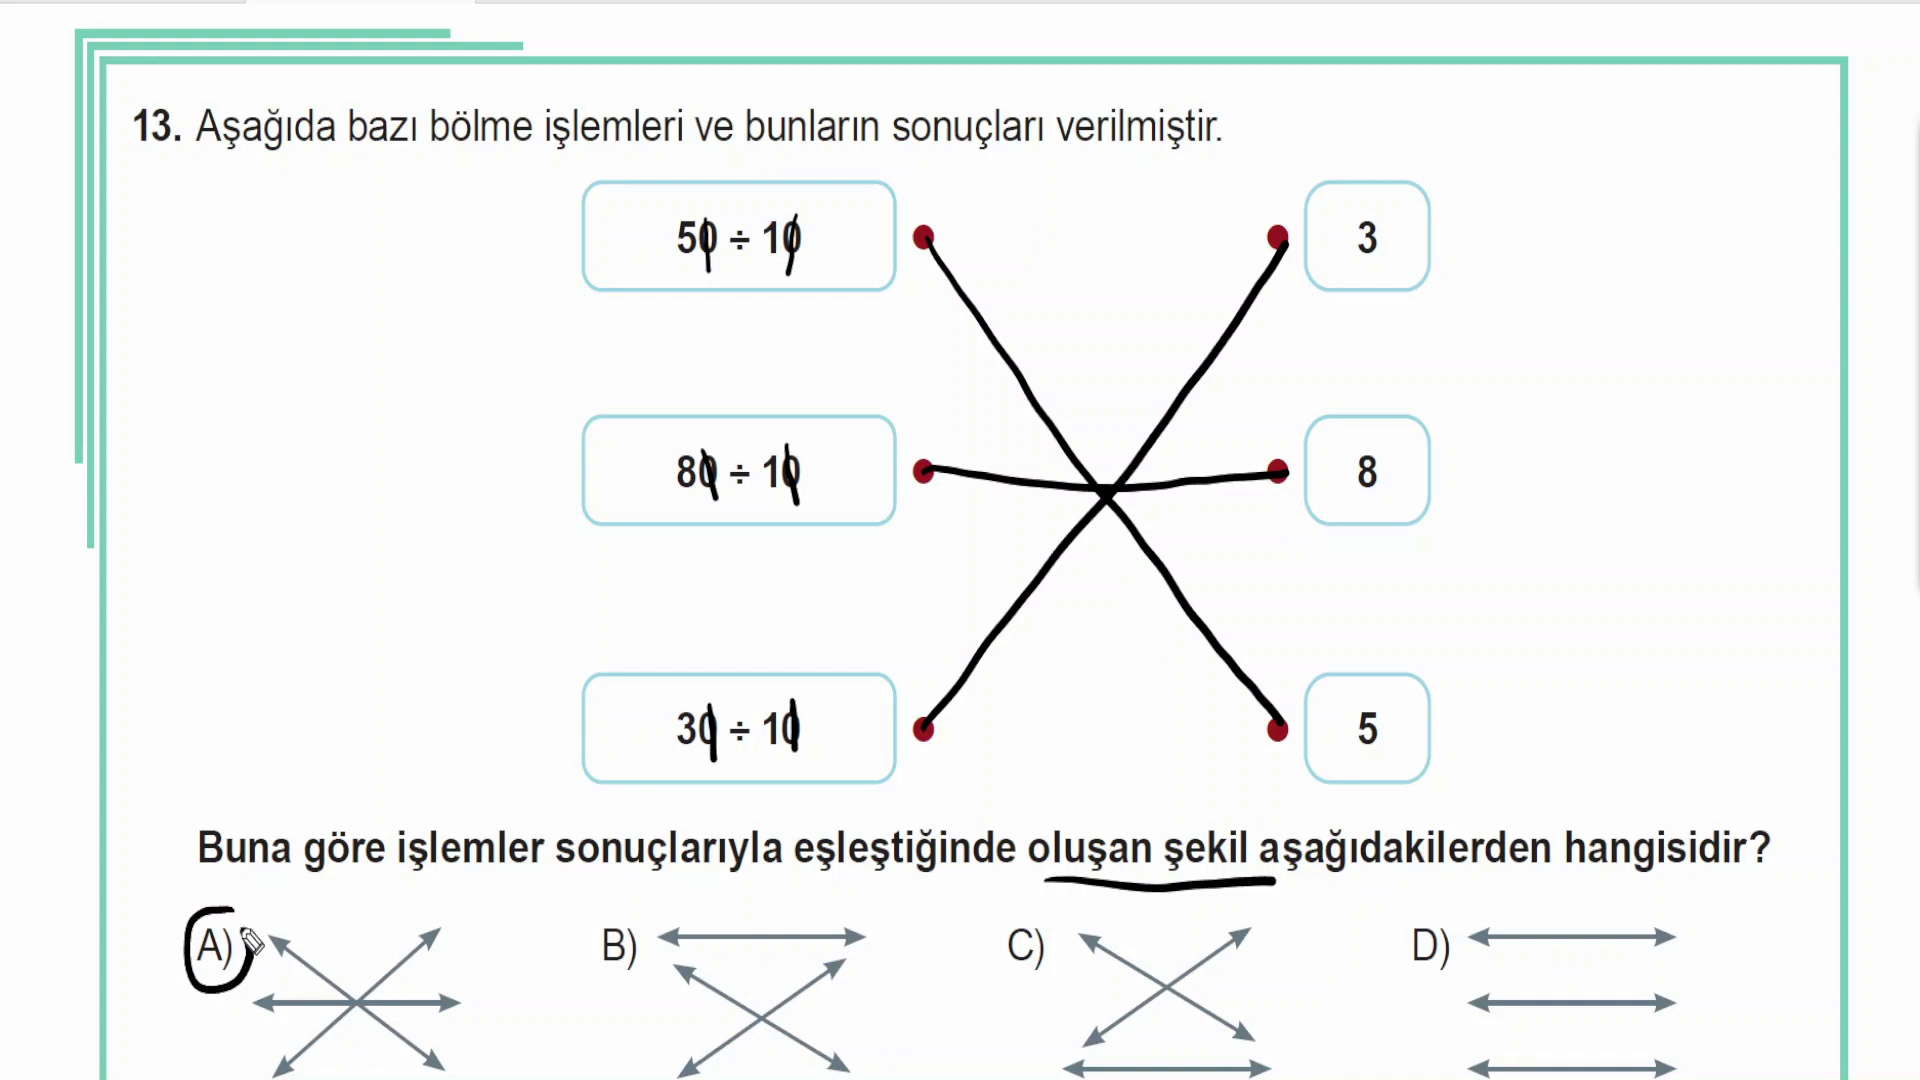 13. Aşağıda bazı bölme işlemleri ve bunların sonuçları verilmiştir.
50 ÷ 10
3
80 ÷ 10
8
30 ÷ 10
5
Buna göre işlemler sonuçlarıyla eşleştiğinde oluşan şekil aşağıdakilerden hangisidir?
A) B) C) D)